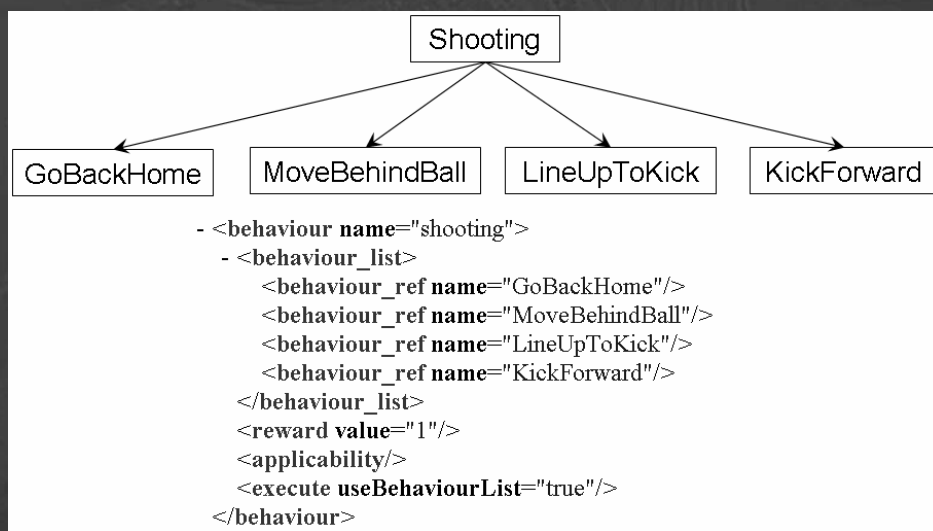 Shooting
GoBackHome MoveBehindBall LineUpToKick KickForward
- <behaviour name="shooting">
- <behaviour_list>
<behaviour_ref name="GoBackHome"/>
<behaviour_ref name="MoveBehindBall"/>
<behaviour_ref name="LineUpToKick"/>
<behaviour_ref name="KickForward"/>
</behaviour_list>
<reward value="1"/>
<applicability/>
<execute useBehaviourList="true"/>
</behaviour>